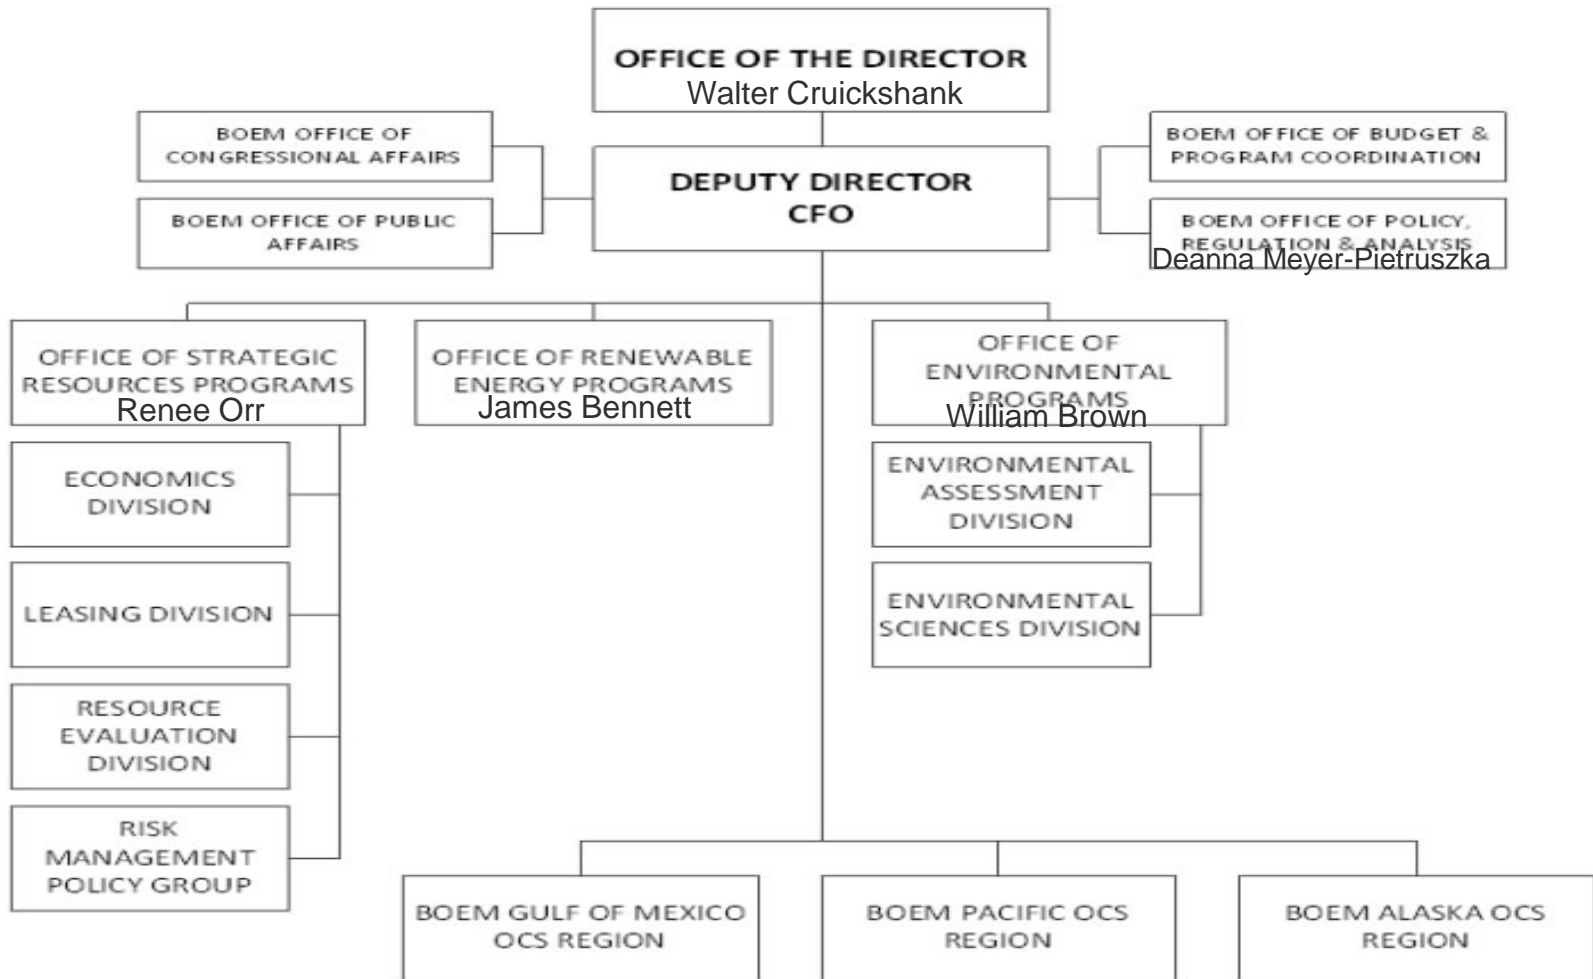 OFFICE OF THE DIRECTOR
Walter Cruickshank
BOEM OFFICE OF
CONGRESSIONAL AFFAIRS
BOEM OFFICE OF PUBLIC
AFFAIRS
DEPUTY DIRECTOR
CFO
BOEM OFFICE OF BUDGET &
PROGRAM COORDINATION
BOEM OFFICE OF POLICY,
REGULATION & ANALYSIS
Deanna Meyer-Pietruszka
OFFICE OF STRATEGIC
RESOURCES PROGRAMS
Renee Orr
OFFICE OF RENEWABLE
ENERGY PROGRAMS
James Bennett
OFFICE OF
ENVIRONMENTAL
PROGRAMS
William Brown
ECONOMICS
DIVISION
LEASING DIVISION
RESOURCE
EVALUATION
DIVISION
RISK
MANAGEMENT
POLICY GROUP
ENVIRONMENTAL
ASSESSMENT
DIVISION
ENVIRONMENTAL
SCIENCES DIVISION
BOEM GULF OF MEXICO
OCS REGION
BOEM PACIFIC OCS
REGION
BOEM ALASKA OCS
REGION